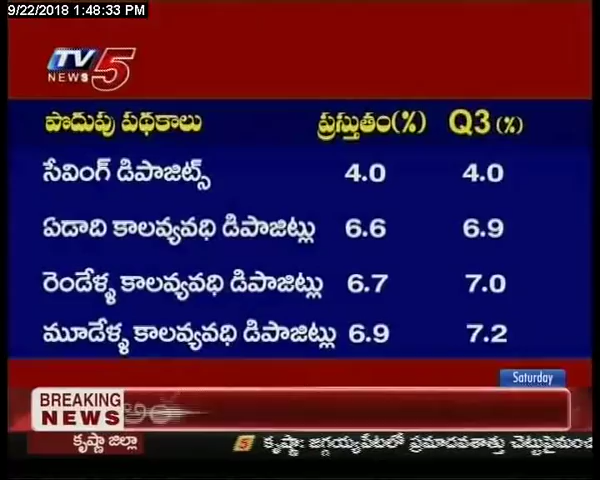 9/22/2018 1:48:33 PM
TV5
NEWS
పొదుపు పథకాలు ప్రస్తుతం(%) Q3 (%)
సేవింగ్ డిపాజిట్స్ 4.0 4.0
ఏడాది కాలవ్యవధి డిపాజిట్లు 6.6 6.9
రెండేళ్ళ కాలవ్యవధి డిపాజిట్లు 6.7 7.0
మూడేళ్ళ కాలవ్యవధి డిపాజిట్లు 6.9 7.2
Saturday
BREAKING
NEWS
కృష్ణా జిల్లా 5 కృష్ణా: జగ్గయ్యపేటలో ప్రమాదవశాత్తు